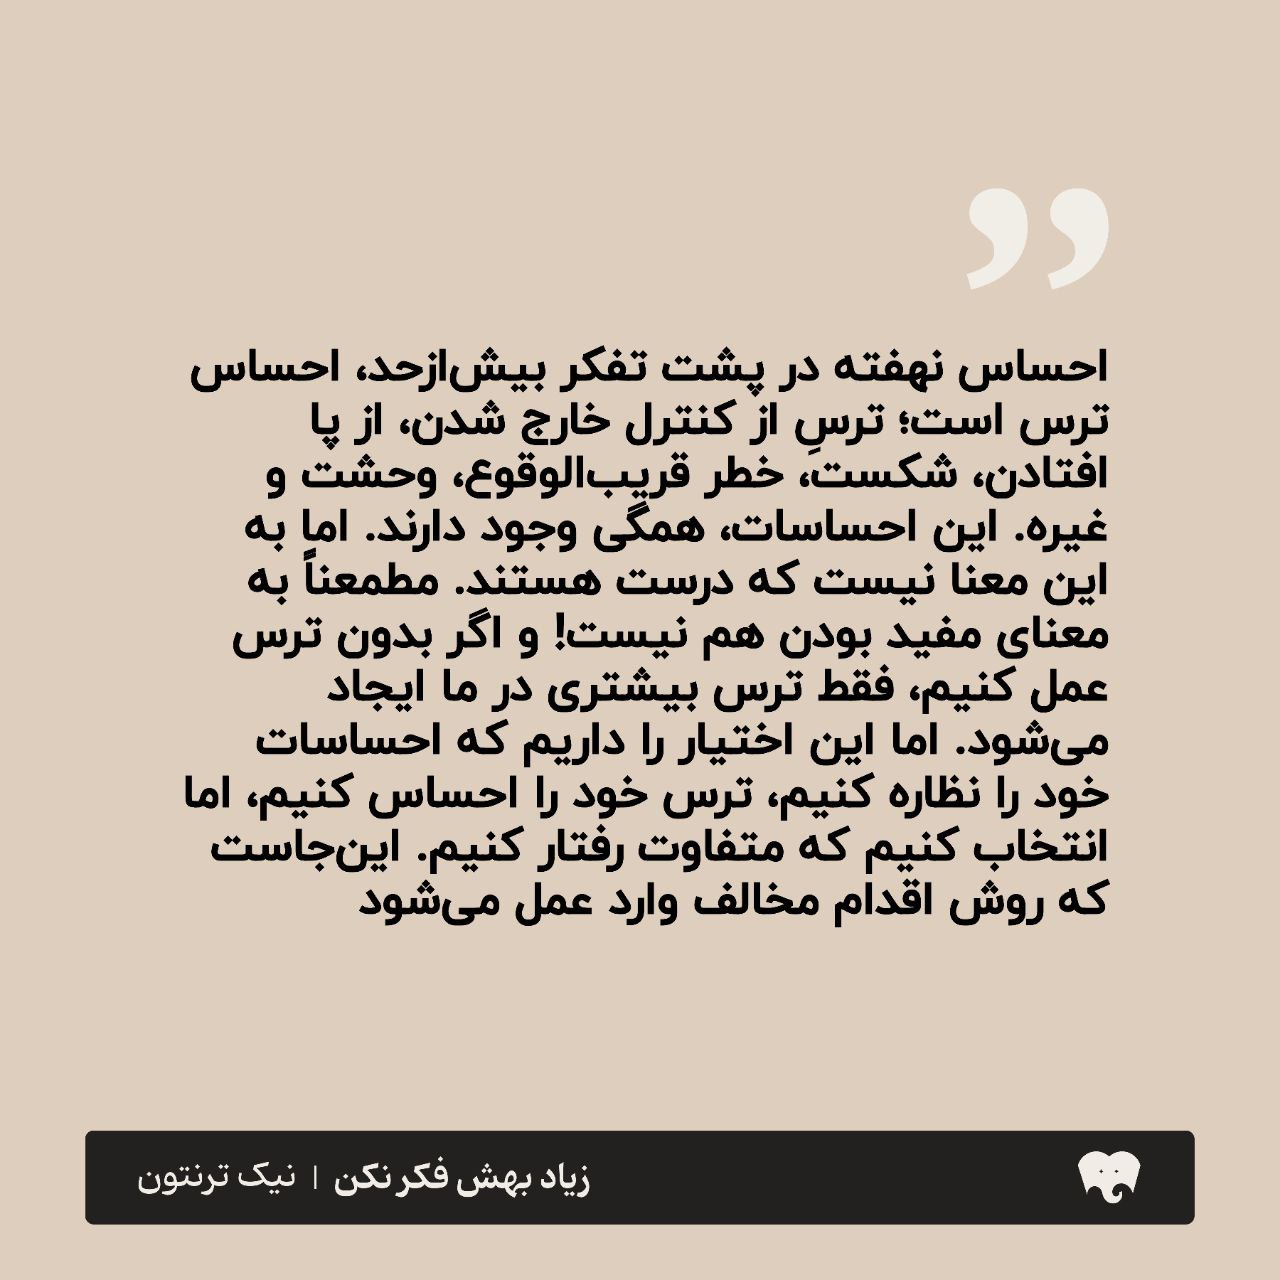 احساس نهفته در پشت تفکر بیش‌ازحد، احساس
ترس است؛ ترسِ از کنترل خارج شدن، از پا
افتادن، شکست، خطر قریب‌الوقوع، وحشت و
غیره. این احساسات، همگی وجود دارند. اما به
این معنا نیست که درست هستند. مطمعناً به
معنای مفید بودن هم نیست! و اگر بدون ترس
عمل کنیم، فقط ترس بیشتری در ما ایجاد
می‌شود. اما این اختیار را داریم که احساسات
خود را نظاره کنیم، ترس خود را احساس کنیم، اما
انتخاب کنیم که متفاوت رفتار کنیم. این‌جاست
که روش اقدام مخالف وارد عمل می‌شود
زیاد بهش فکر نکن | نیک ترنتون